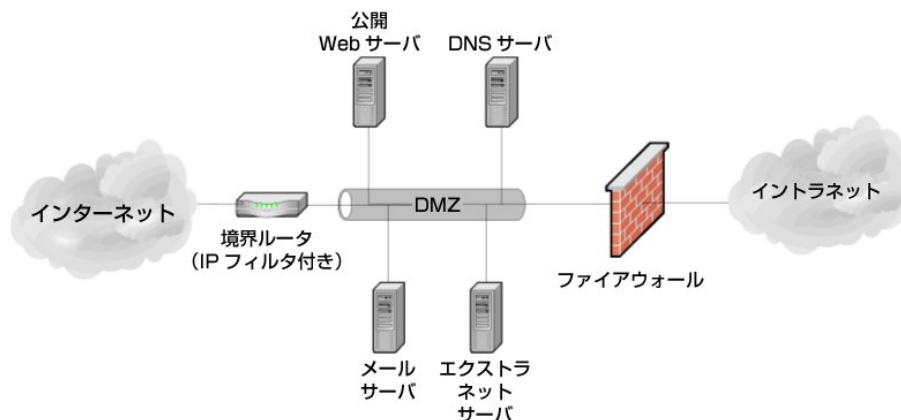 公開
Web サーバ
DNS サーバ
インターネット
DMZ
イントラネット
境界ルータ
(IP フィルタ付き)
ファイアウォール
メール
サーバ
エクストラ
ネット
サーバ